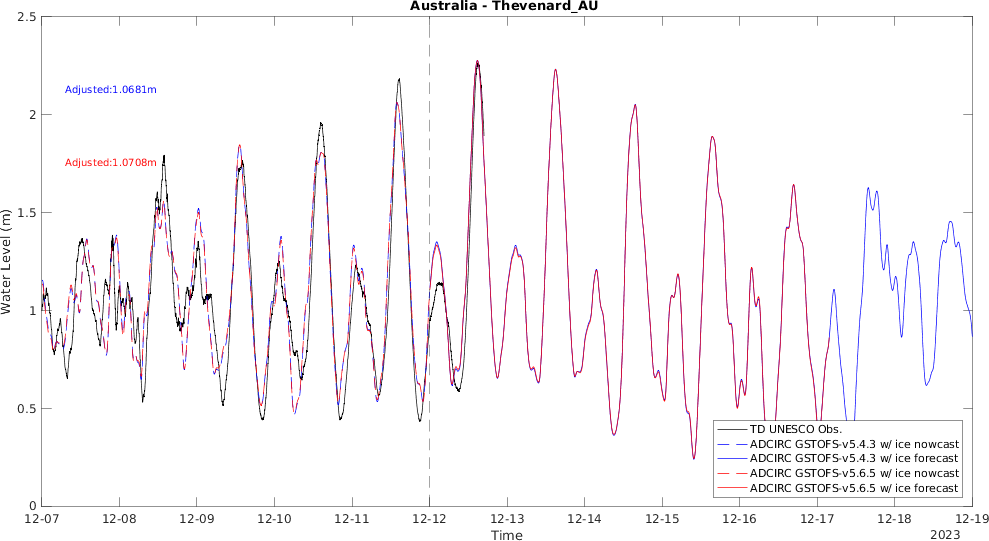 Australia - Thevenard_AU
2.5
2
1.5
1
0.5
0
Water Level (m)
Adjusted:1.0681m
Adjusted:1.0708m
TD UNESCO Obs.
ADCIRC GSTOFS-v5.4.3 w/ ice nowcast
ADCIRC GSTOFS-v5.4.3 w/ ice forecast
ADCIRC GSTOFS-v5.6.5 w/ ice nowcast
ADCIRC GSTOFS-v5.6.5 w/ ice forecast
12-07 12-08 12-09 12-10 12-11 12-12 12-13 12-14 12-15 12-16 12-17 12-18 12-19
Time
2023